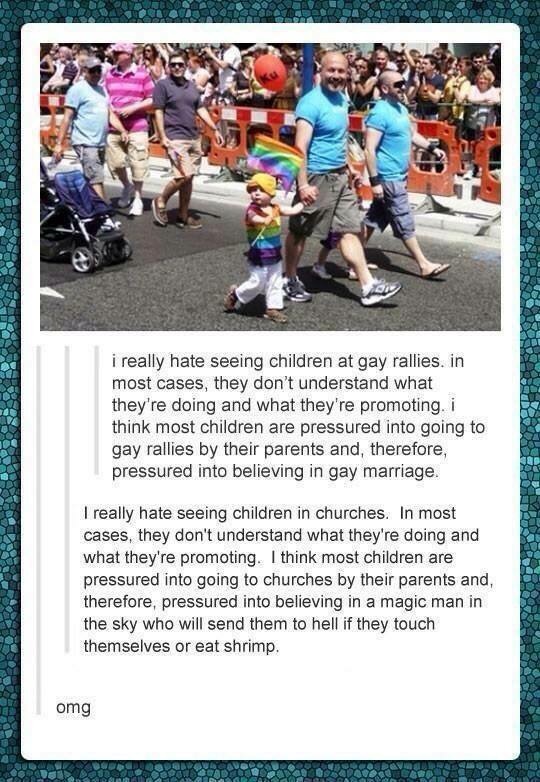 Ku
i really hate seeing children at gay rallies. in
most cases, they don't understand what
they're doing and what they're promoting. i
think most children are pressured into going to
gay rallies by their parents and, therefore,
pressured into believing in gay marriage.
I really hate seeing children in churches.  In most
cases, they don't understand what they're doing and
what they're promoting.  I think most children are
pressured into going to churches by their parents and,
therefore, pressured into believing in a magic man in
the sky who will send them to hell if they touch
themselves or eat shrimp.
omg